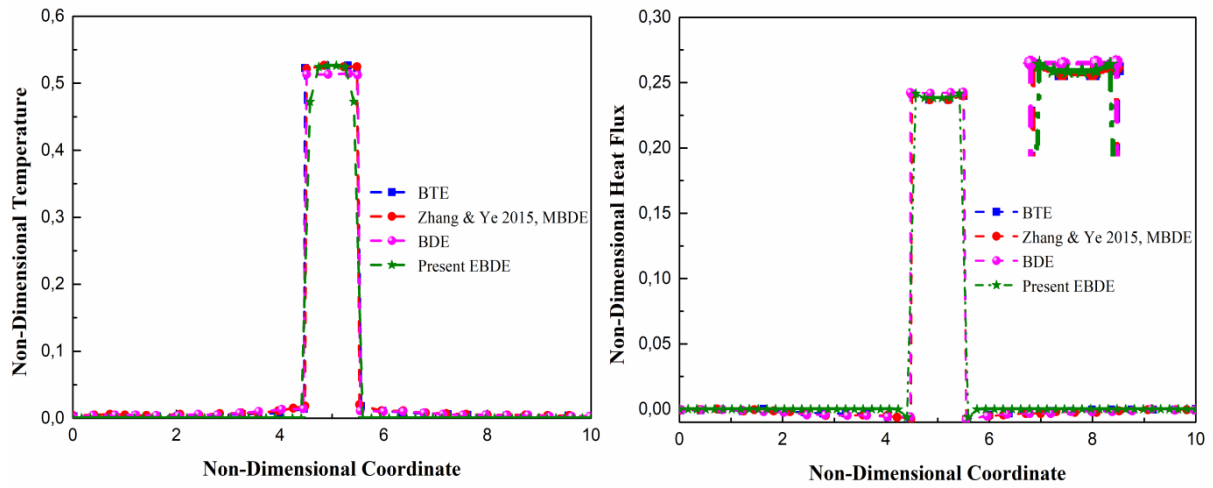 0,6
0,5
0,4
0,3
0,2
0,1
0,0
Non-Dimensional Temperature
BTE
Zhang & Ye 2015, MBDE
BDE
Present EBDE
0 2 4 6 8 10
Non-Dimensional Coordinate
0,30
0,25
0,20
0,15
0,10
0,05
0,00
Non-Dimensional Heat Flux
BTE
Zhang & Ye 2015, MBDE
BDE
Present EBDE
0 2 4 6 8 10
Non-Dimensional Coordinate